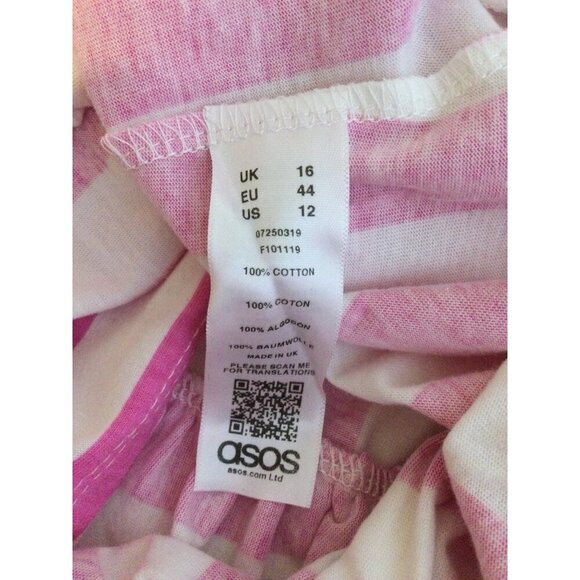 UK 16
EU 44
US 12
07250319
F101119
100% COTTON
100% COTON
100% ALGODON
100% BAUMWOLLE
MADE IN UK
PLEASE SCAN ME
FOR TRANSLATIONS
asos
asos.com Ltd